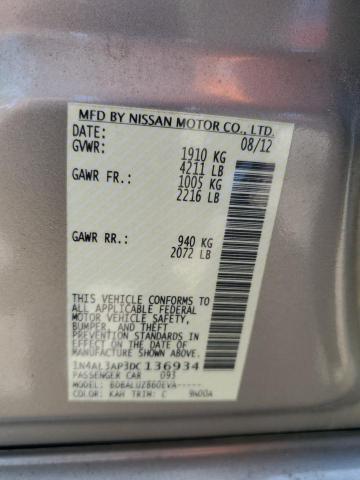 MFD BY NISSAN MOTOR CO., LTD.
DATE: 08/12
GVWR: 1910 KG
4211 LB
GAWR FR.: 1005 KG
2216 LB
GAWR RR.: 940 KG
2072 LB
THIS VEHICLE CONFORMS TO
ALL APPLICABLE FEDERAL
MOTOR VEHICLE SAFETY,
BUMPER, AND THEFT
PREVENTION STANDARDS IN
EFFECT ON THE DATE OF
MANUFACTURE SHOWN ABOVE.
1N4AL3AP3DC136934
PASSENGER CAR 093
MODEL: BDBALUZB60EVA-----
COLOR: KAH TRIM: C